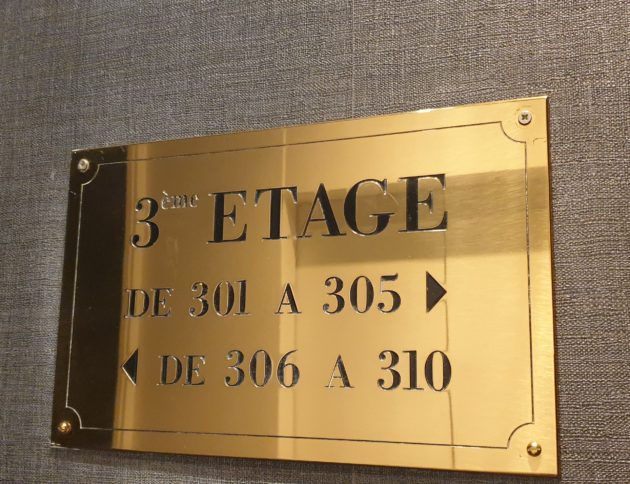 3ème ETAGE
DE 301 A 305 ▶
◀ DE 306 A 310